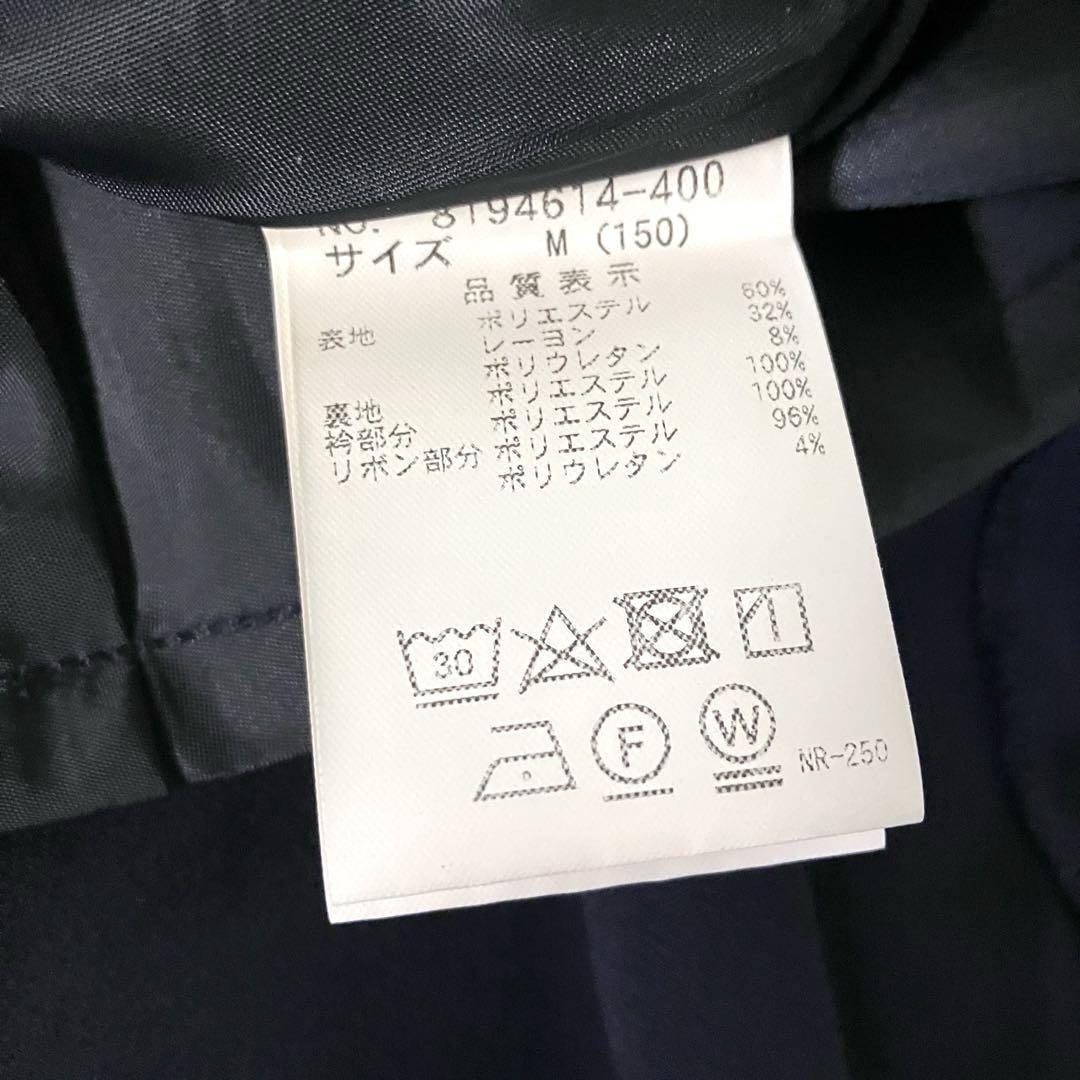 No. 8194614-400
サイズ M (150)
品質表示
表地 ポリエステル 60%
レーヨン 32%
ポリウレタン 8%
裏地 ポリエステル 100%
衿部分 ポリエステル 100%
リボン部分 ポリエステル 96%
ポリウレタン 4%
30
F
W
NR-250